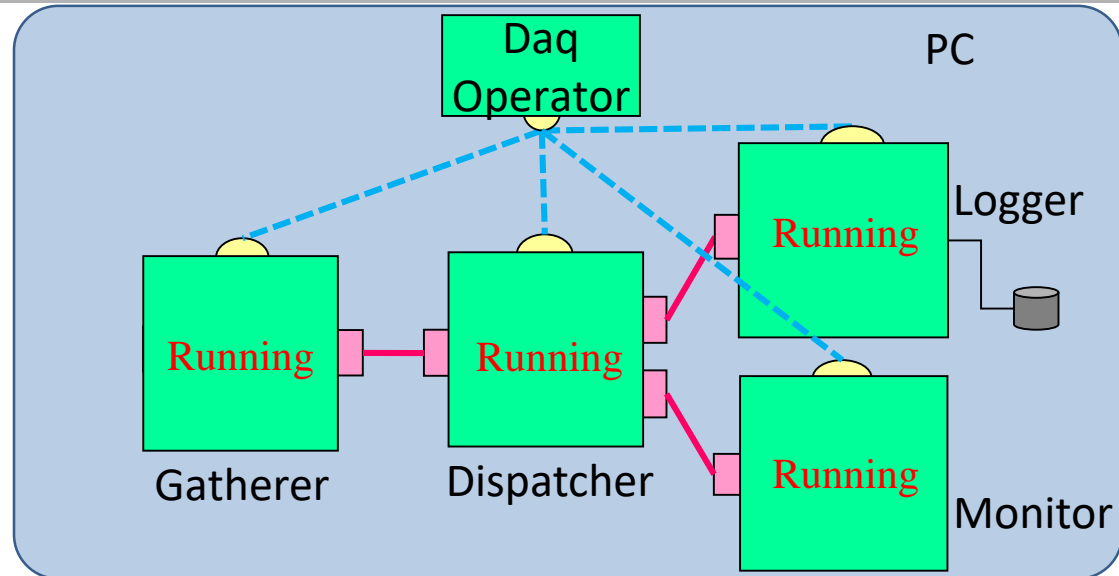 Daq
Operator
PC
Running
Logger
Running
Running
Gatherer
Dispatcher
Running
Monitor